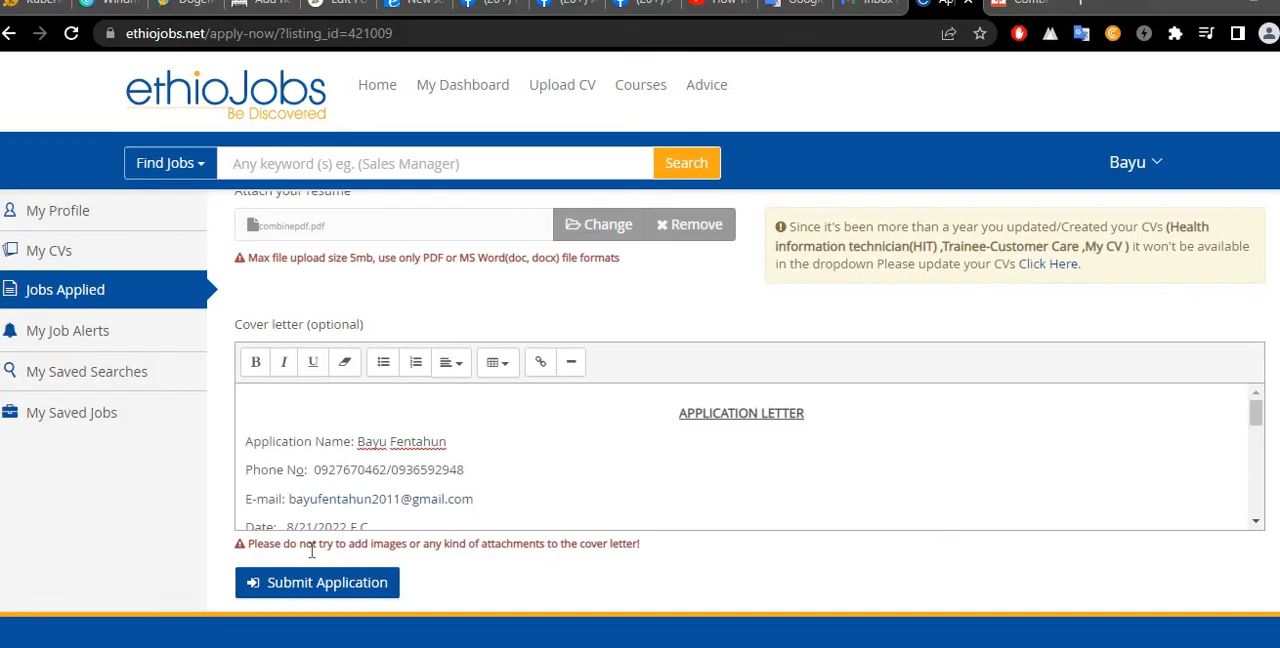 ethiojobs.net/apply-now/?listing_id=421009
ethioJobs
Be Discovered
Home My Dashboard Upload CV Courses Advice
Find Jobs Any keyword (s) eg. (Sales Manager) Search Bayu
My Profile
My CVs
Jobs Applied
My Job Alerts
My Saved Searches
My Saved Jobs
Attach your resume
combinepdf.pdf Change Remove
Max file upload size 5mb, use only PDF or MS Word(doc, docx) file formats
Since it's been more than a year you updated/Created your CVs (Health
information technician(HIT) ,Trainee-Customer Care ,My CV ) it won't be available
in the dropdown Please update your CVs Click Here.
Cover letter (optional)
B I U
APPLICATION LETTER
Application Name: Bayu Fentahun
Phone No: 0927670462/0936592948
E-mail: bayufentahun2011@gmail.com
Date: 8/21/2022 E.C
Please do not try to add images or any kind of attachments to the cover letter!
Submit Application